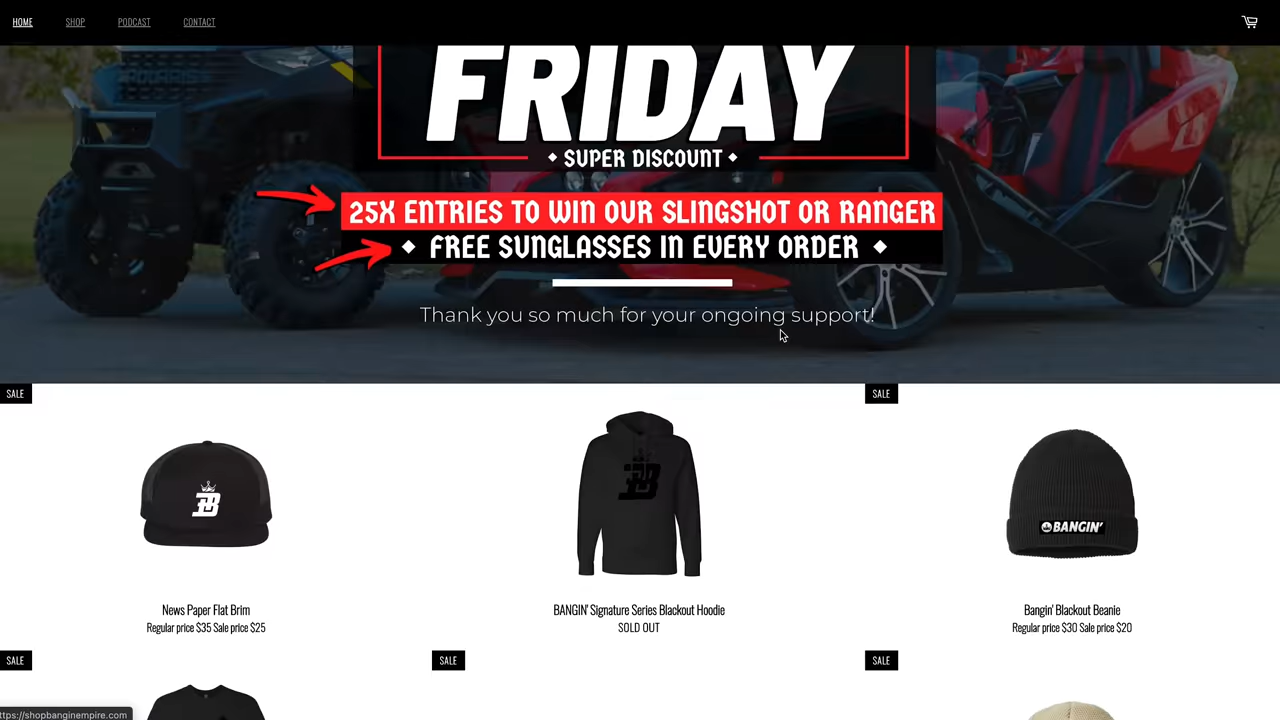 HOME
SHOP
PODCAST
CONTACT
POLARIS
FRIDAY
SUPER DISCOUNT
25X ENTRIES TO WIN OUR SLINGSHOT OR RANGER
FREE SUNGLASSES IN EVERY ORDER
Thank you so much for your ongoing support!
SALE
SALE
B
B
BANGIN'
News Paper Flat Brim
Regular price $35 Sale price $25
BANGIN' Signature Series Blackout Hoodie
SOLD OUT
Bangin' Blackout Beanie
Regular price $30 Sale price $20
SALE
SALE
SALE
ttps://shopbanginempire.com